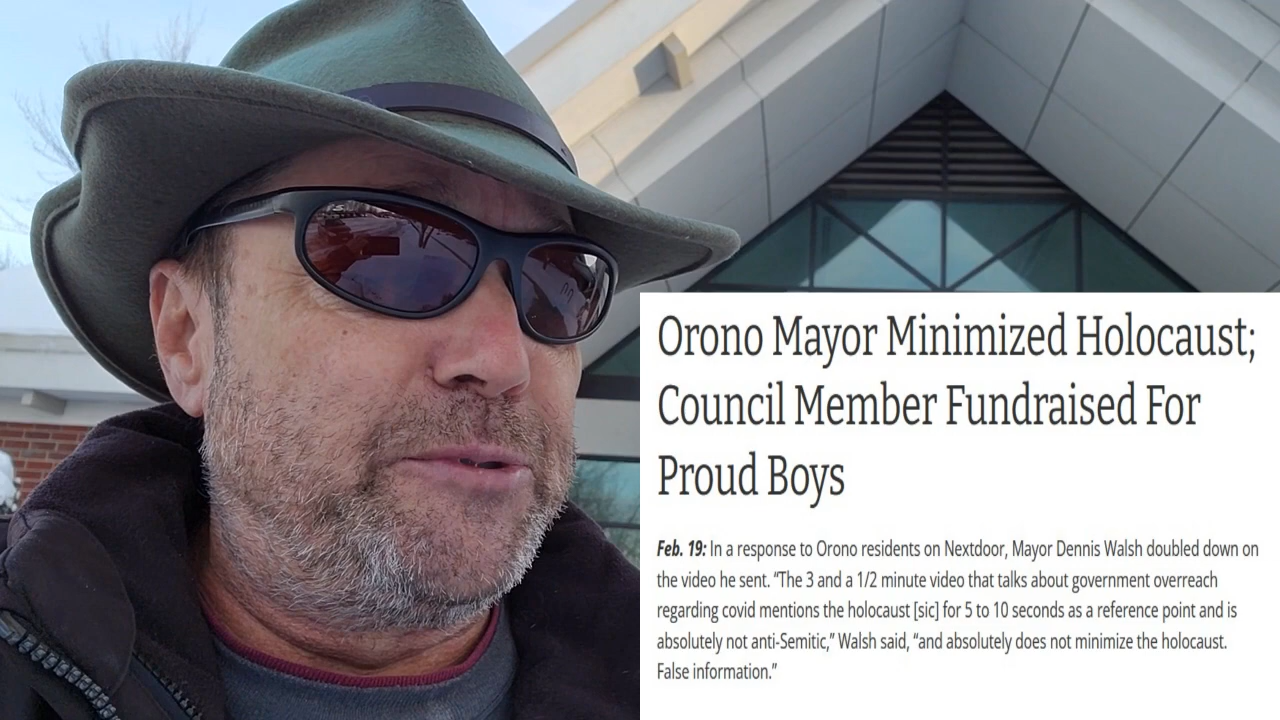 Orono Mayor Minimized Holocaust;
Council Member Fundraised For
Proud Boys
Feb. 19: In a response to Orono residents on Nextdoor, Mayor Dennis Walsh doubled down on
the video he sent. “The 3 and a 1/2 minute video that talks about government overreach
regarding covid mentions the holocaust [sic] for 5 to 10 seconds as a reference point and is
absolutely not anti-Semitic,” Walsh said, “and absolutely does not minimize the holocaust.
False information.”